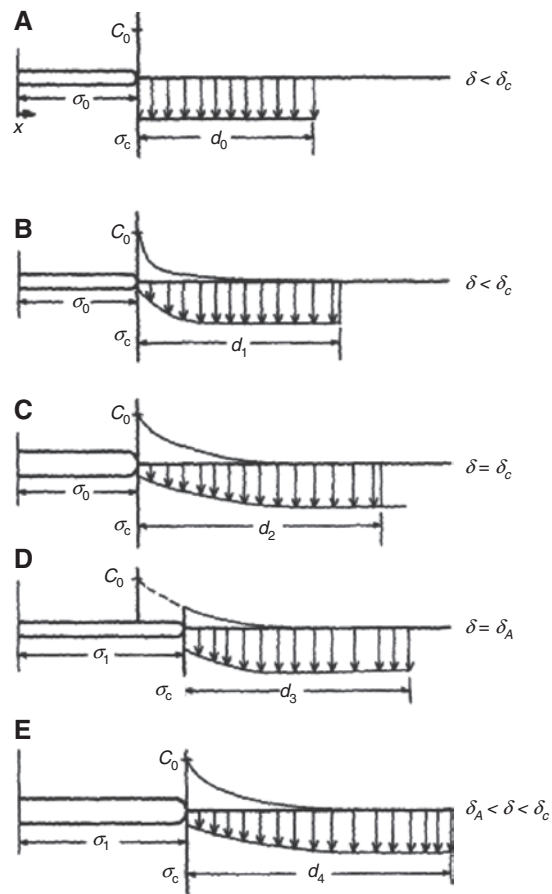 A
C₀
δ < δc
σ₀
x
σc
d₀
B
C₀
δ < δc
σ₀
σc
d₁
C
C₀
δ = δc
σ₀
σc
d₂
D
C₀
δ = δA
σ₁
σc
d₃
E
C₀
δA < δ < δc
σ₁
σc
d₄